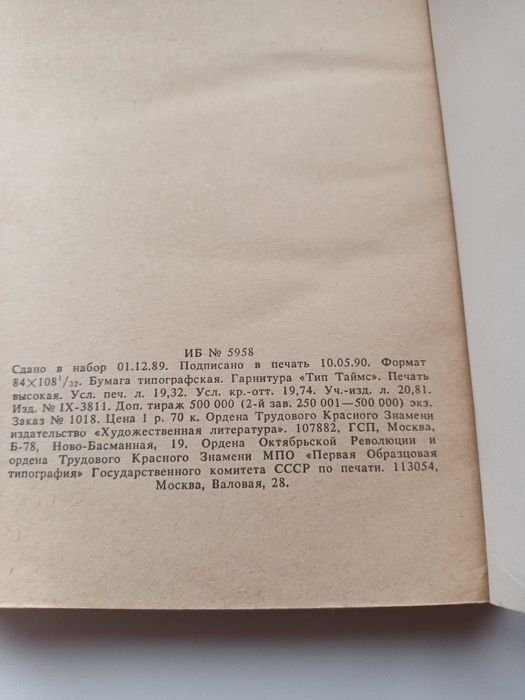 ИБ № 5958
Сдано в набор 01.12.89. Подписано в печать 10.05.90. Формат
84×108¹/₃₂. Бумага типографская. Гарнитура «Тип Таймс». Печать
высокая. Усл. печ. л. 19,32. Усл. кр.-отт. 19,74. Уч.-изд. л. 20,81.
Изд. № IX-3811. Доп. тираж 500 000 (2-й зав. 250 001—500 000) экз.
Заказ № 1018. Цена 1 р. 70 к. Ордена Трудового Красного Знамени
издательство «Художественная литература». 107882, ГСП, Москва,
Б-78, Ново-Басманная, 19. Ордена Октябрьской Революции и
ордена Трудового Красного Знамени МПО «Первая Образцовая
типография» Государственного комитета СССР по печати. 113054,
Москва, Валовая, 28.